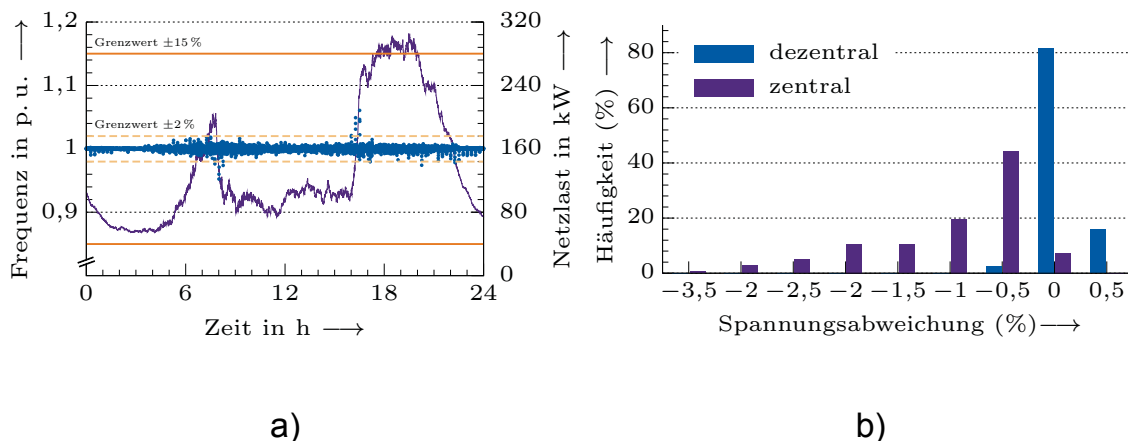 1,2
1,1
1
0,9
Frequenz in p. u. ⟶
Grenzwert ±15 %
Grenzwert ±2 %
320
240
160
80
0
Netzlast in kW ⟶
0 6 12 18 24
Zeit in h ⟶
a)
80
60
40
20
0
Häufigkeit (%) ⟶
dezentral
zentral
−3,5 −2 −2,5 −2 −1,5 −1 −0,5 0 0,5
Spannungsabweichung (%)⟶
b)